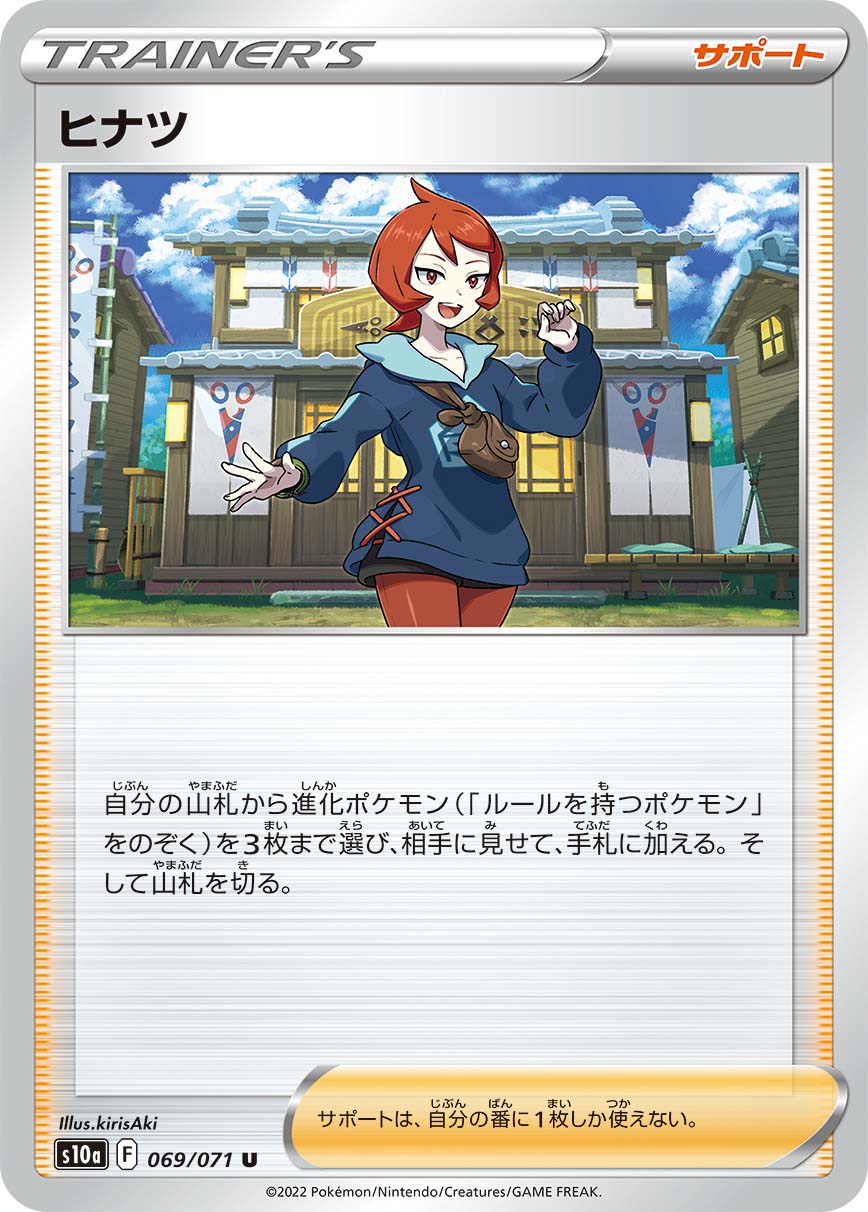 TRAINER'S
サポート
ヒナツ
自分の山札から進化ポケモン(「ルールを持つポケモン」
をのぞく)を3枚まで選び、相手に見せて、手札に加える。そ
して山札を切る。
Illus.kirisAki
サポートは、自分の番に1枚しか使えない。
s10a F 069/071 U
©2022 Pokémon/Nintendo/Creatures/GAME FREAK.